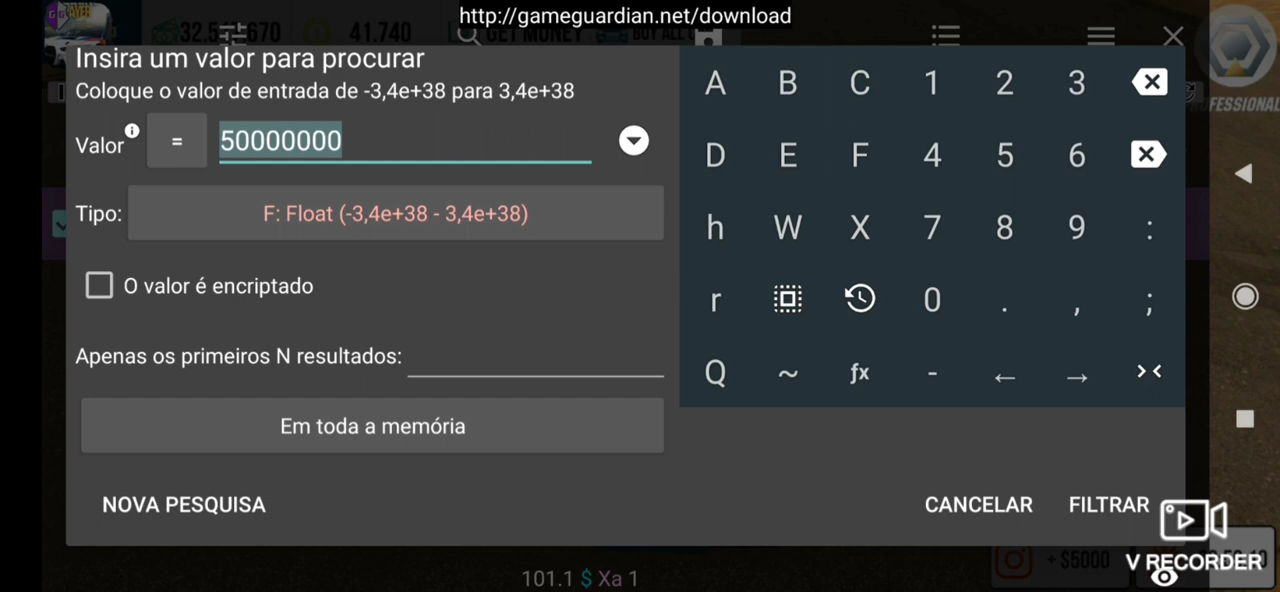 http://gameguardian.net/download
41.740
GET MONEY
Insira um valor para procurar
Coloque o valor de entrada de -3,4e+38 para 3,4e+38
Valor i = 50000000
Tipo: F: Float (-3,4e+38 - 3,4e+38)
O valor é encriptado
Apenas os primeiros N resultados:
Em toda a memória
NOVA PESQUISA CANCELAR FILTRAR
A B C 1 2 3
D E F 4 5 6
h W X 7 8 9 :
r 0 . , ;
Q ~ ƒx - ← → ><
+ $5000
V RECORDER
101.1 $ Xa 1